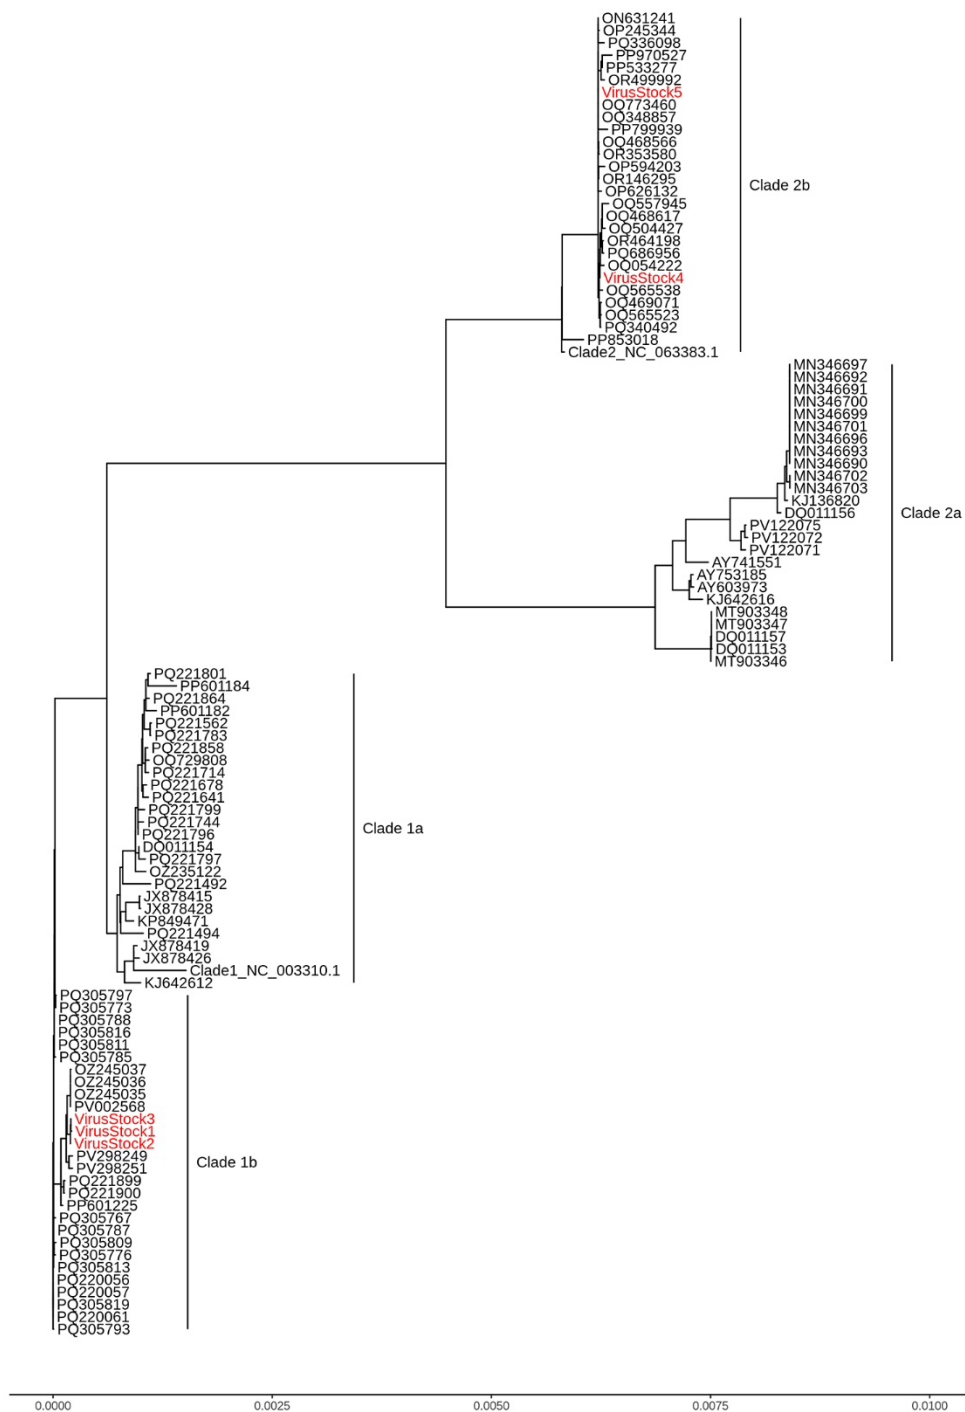 ON631241
OP245344
PQ336098
PP970527
PP533277
OR499992
VirusStock5
OQ773460
OQ348857
PP799939
OQ468566
OR353580
OP594203
OR146295
Clade 2b
OP626132
OQ557945
OQ468617
OQ504427
OR464198
PQ686956
OQ054222
VirusStock4
OQ565538
OQ469071
OQ565523
PQ340492
PP853018
Clade2_NC_063383.1
MN346697
MN346692
MN346691
MN346700
MN346699
MN346701
MN346696
MN346693
MN346690
MN346702
MN346703
KJ136820
DQ011156
Clade 2a
PV122075
PV122072
PV122071
AY741551
AY753185
AY603973
KJ642616
MT903348
MT903347
DQ011157
DQ011153
MT903346
PQ221801
PP601184
PQ221864
PP601182
PQ221562
PQ221783
PQ221858
OQ729808
PQ221714
PQ221678
PQ221641
PQ221799
PQ221744
Clade 1a
PQ221796
DQ011154
PQ221797
OZ235122
PQ221492
JX878415
JX878428
KP849471
PQ221494
JX878419
JX878426
Clade1_NC_003310.1
KJ642612
PQ305797
PQ305773
PQ305788
PQ305816
PQ305811
PQ305785
OZ245037
OZ245036
OZ245035
PV002568
VirusStock3
VirusStock1
VirusStock2
PV298249
Clade 1b
PV298251
PQ221899
PQ221900
PP601225
PQ305767
PQ305787
PQ305809
PQ305776
PQ305813
PQ220056
PQ220057
PQ305819
PQ220061
PQ305793
0.0000 0.0025 0.0050 0.0075 0.0100